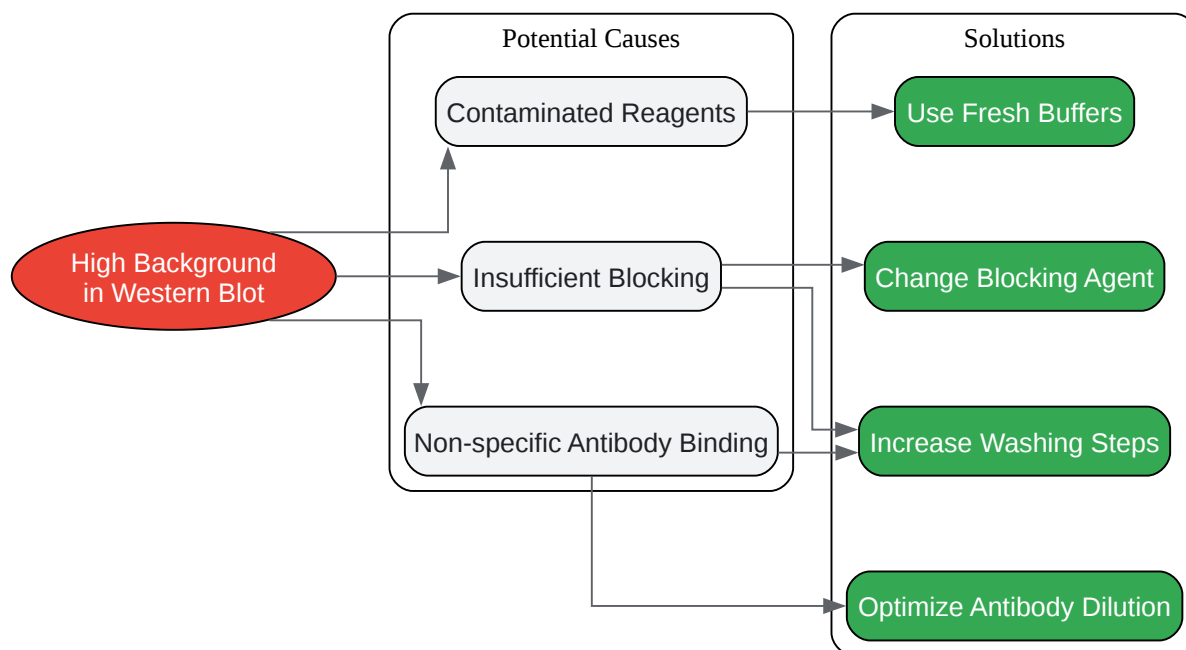 Potential Causes
Solutions
Contaminated Reagents
Use Fresh Buffers
High Background
in Western Blot
Insufficient Blocking
Change Blocking Agent
Non-specific Antibody Binding
Increase Washing Steps
Optimize Antibody Dilution